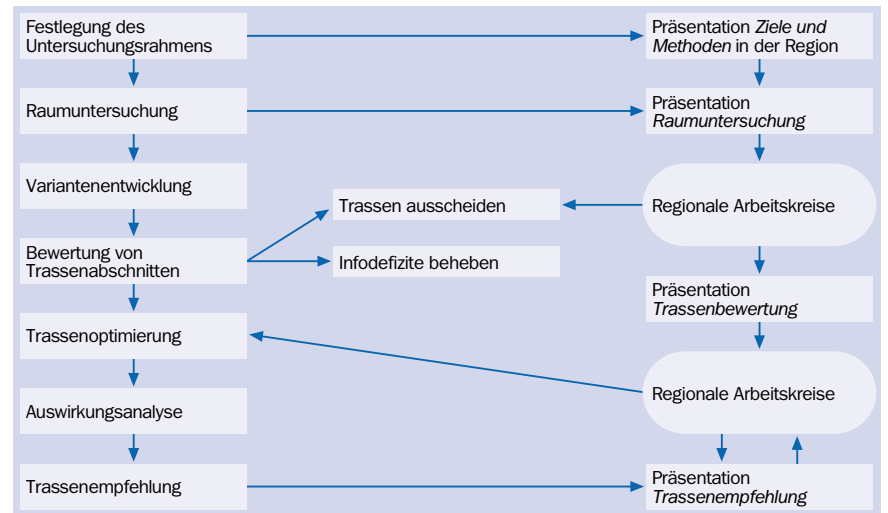 Festlegung des
Untersuchungsrahmens
Präsentation Ziele und
Methoden in der Region
Raumuntersuchung
Präsentation
Raumuntersuchung
Variantenentwicklung
Trassen ausscheiden
Regionale Arbeitskreise
Bewertung von
Trassenabschnitten
Infodefizite beheben
Präsentation
Trassenbewertung
Trassenoptimierung
Regionale Arbeitskreise
Auswirkungsanalyse
Trassenempfehlung
Präsentation
Trassenempfehlung